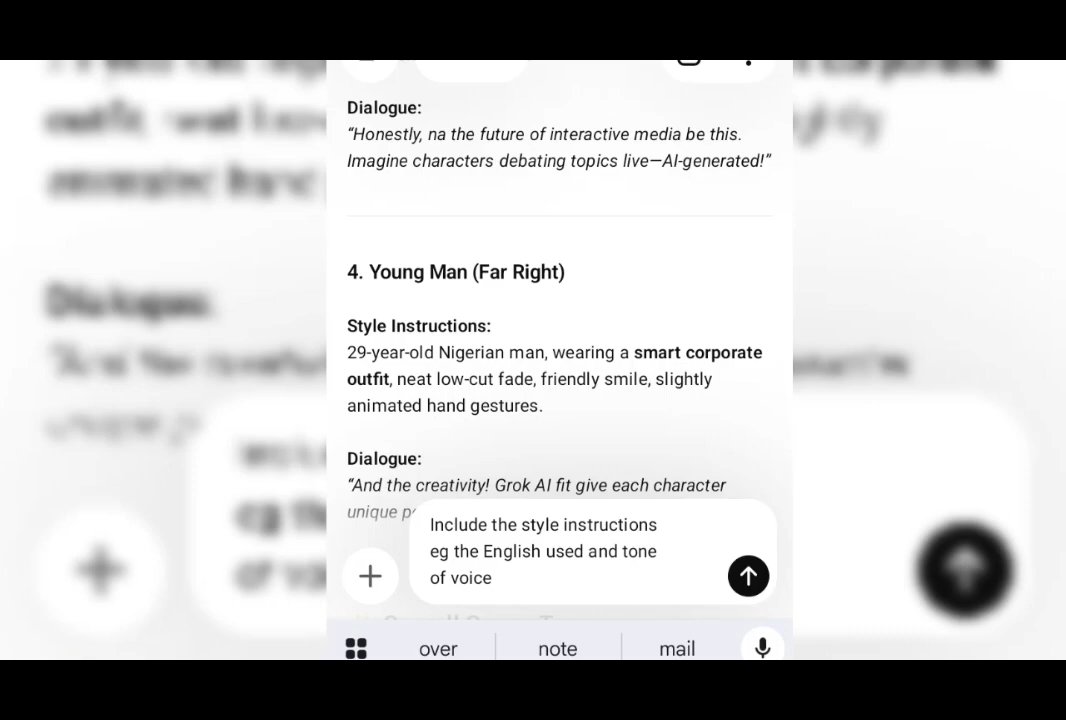 Dialogue:
“Honestly, na the future of interactive media be this.
Imagine characters debating topics live—AI-generated!”
4. Young Man (Far Right)
Style Instructions:
29-year-old Nigerian man, wearing a smart corporate
outfit, neat low-cut fade, friendly smile, slightly
animated hand gestures.
Dialogue:
“And the creativity! Grok AI fit give each character
unique
Include the style instructions
eg the English used and tone
of voice
over note mail